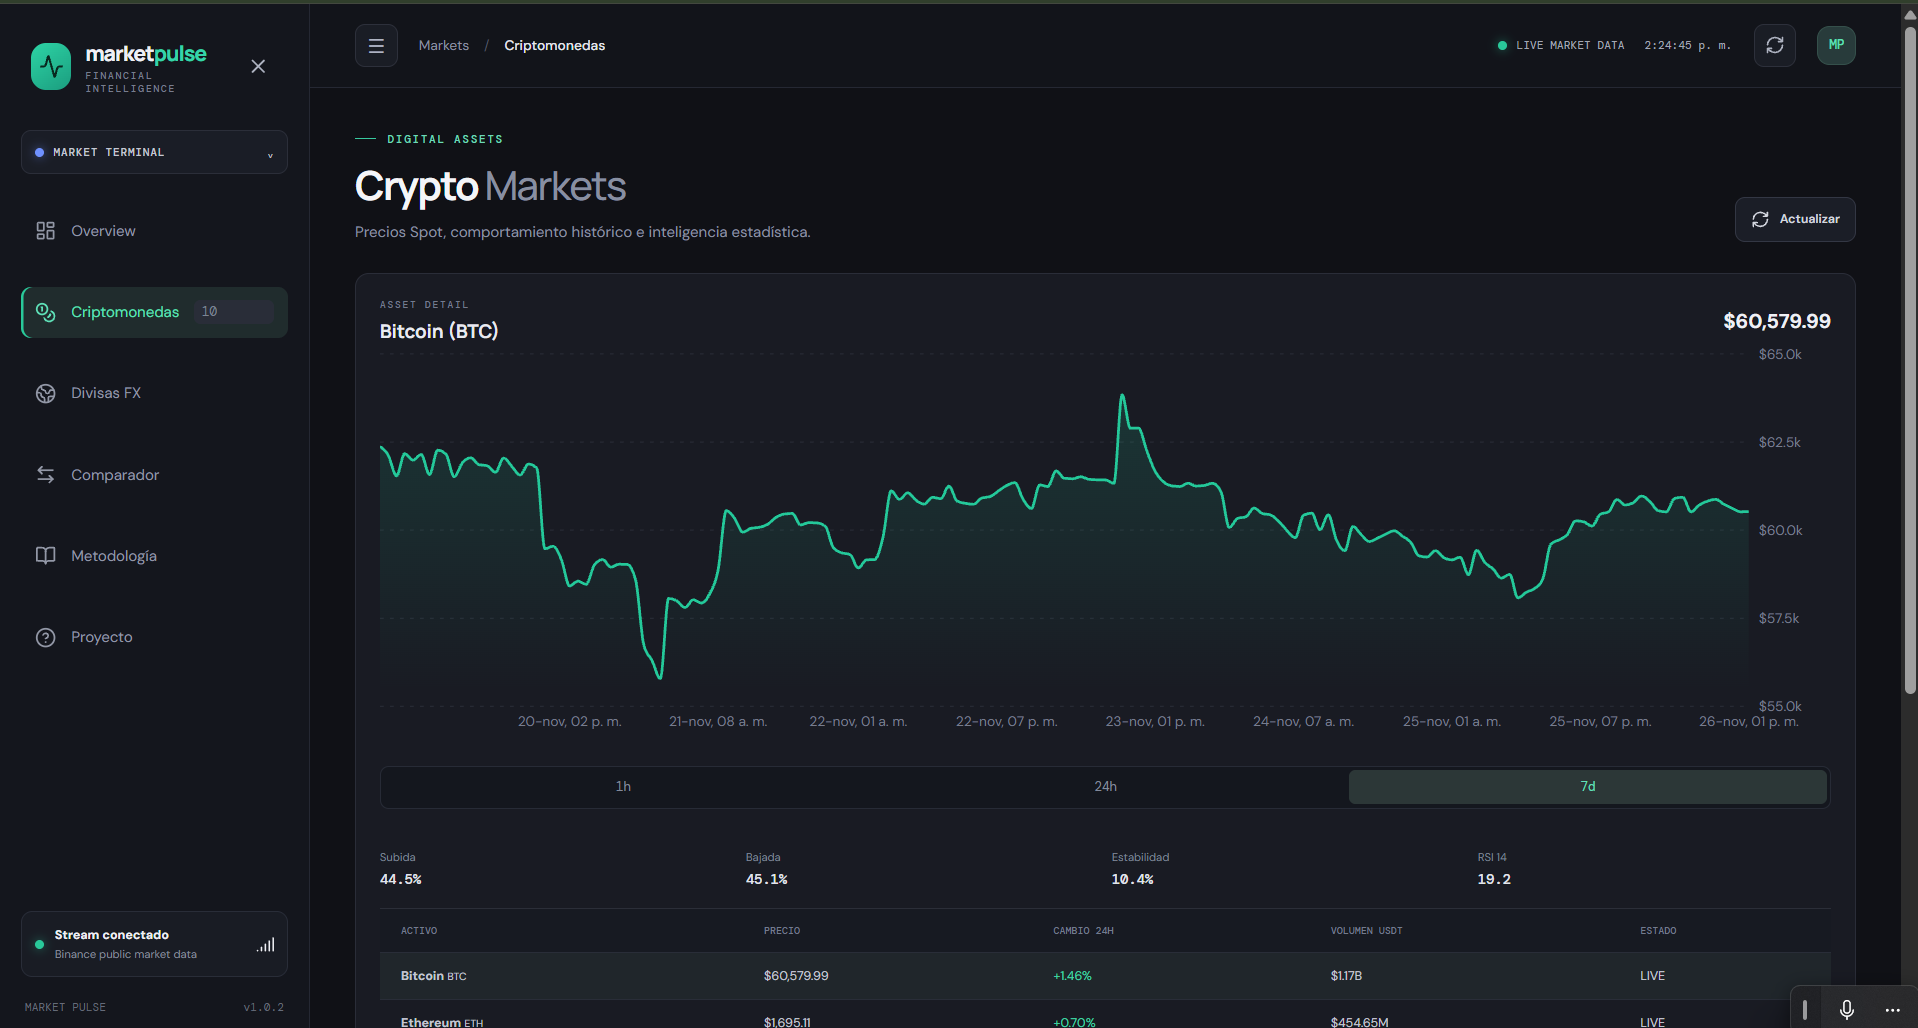 marketpulse
FINANCIAL
INTELLIGENCE
MARKET TERMINAL
Overview
Criptomonedas 10
Divisas FX
Comparador
Metodología
Proyecto
Stream conectado
Binance public market data
MARKET PULSE v1.0.2
Markets / Criptomonedas
LIVE MARKET DATA 2:24:45 p. m.
MP
DIGITAL ASSETS
Crypto Markets
Precios Spot, comportamiento histórico e inteligencia estadística.
Actualizar
ASSET DETAIL
Bitcoin (BTC)
$60,579.99
$65.0k
$62.5k
$60.0k
$57.5k
$55.0k
20-nov, 02 p. m. 21-nov, 08 a. m. 22-nov, 01 a. m. 22-nov, 07 p. m. 23-nov, 01 p. m. 24-nov, 07 a. m. 25-nov, 01 a. m. 25-nov, 07 p. m. 26-nov, 01 p. m.
1h 24h 7d
Subida Bajada Estabilidad RSI 14
44.5% 45.1% 10.4% 19.2
ACTIVO PRECIO CAMBIO 24H VOLUMEN USDT ESTADO
Bitcoin BTC $60,579.99 +1.46% $1.17B LIVE
Ethereum ETH $1,695.11 +0.70% $454.65M LIVE